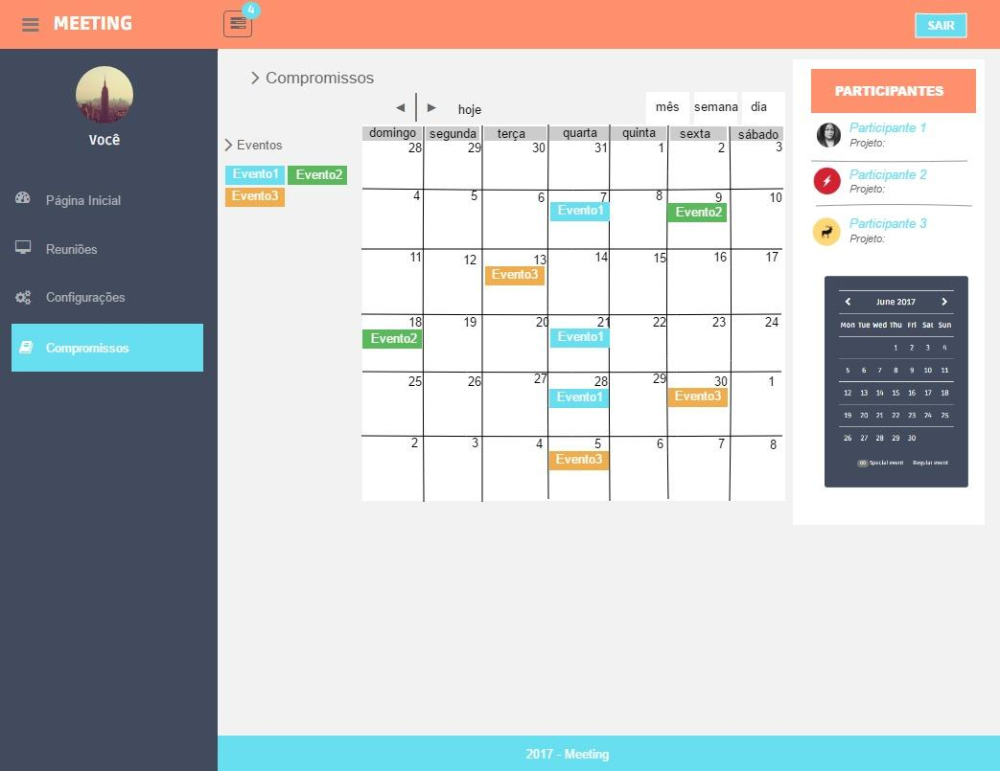 MEETING
4
SAIR
Você
Página Inicial
Reuniões
Configurações
Compromissos
Compromissos
hoje
mês semana dia
Eventos
Evento1 Evento2
Evento3
domingo segunda terça quarta quinta sexta sábado
28 29 30 31 1 2 3
4 5 6 7 8 9 10
Evento1 Evento2
11 12 13 14 15 16 17
Evento3
18 19 20 21 22 23 24
Evento2 Evento1
25 26 27 28 29 30 1
Evento1 Evento3
2 3 4 5 6 7 8
Evento3
PARTICIPANTES
Participante 1
Projeto:
Participante 2
Projeto:
Participante 3
Projeto:
June 2017
Mon Tue Wed Thu Fri Sat Sun
1 2 3 4
5 6 7 8 9 10 11
12 13 14 15 16 17 18
19 20 21 22 23 24 25
26 27 28 29 30
00 Special event Regular event
2017 - Meeting